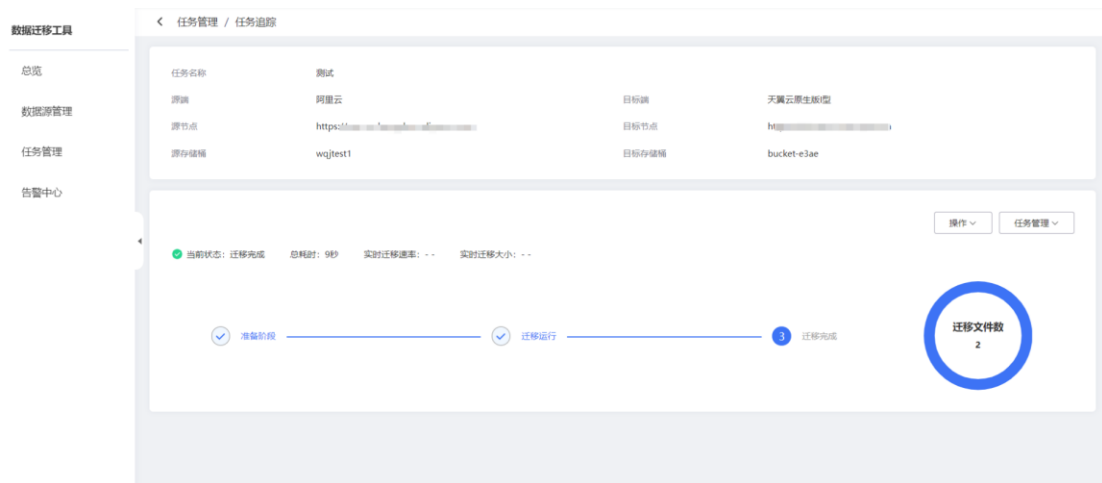 数据迁移工具
总览
数据源管理
任务管理
告警中心
任务管理 / 任务追踪
任务名称 测试
源端 阿里云 目标端 天翼云原生版I型
源节点 https: 目标节点
源存储桶 wqjtest1 目标存储桶 bucket-e3ae
操作 任务管理
当前状态：迁移完成 总耗时：9秒 实时迁移速率：- - 实时迁移大小：- -
准备阶段 迁移运行 3 迁移完成
迁移文件数
2